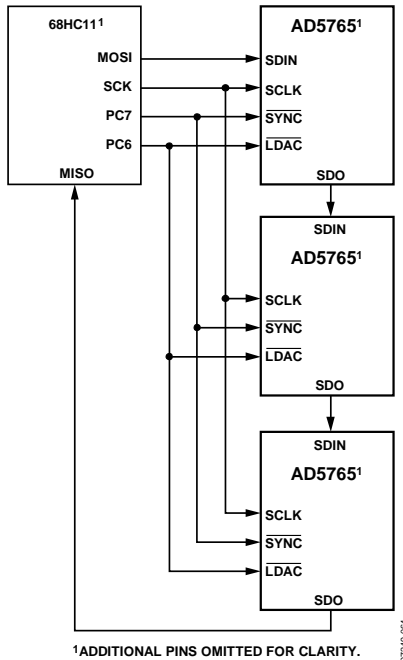 68HC11¹
MOSI
SCK
PC7
PC6
MISO
AD5765¹
SDIN
SCLK
SYNC
LDAC
SDO
SDIN
AD5765¹
SCLK
SYNC
LDAC
SDO
SDIN
AD5765¹
SCLK
SYNC
LDAC
SDO
¹ADDITIONAL PINS OMITTED FOR CLARITY.